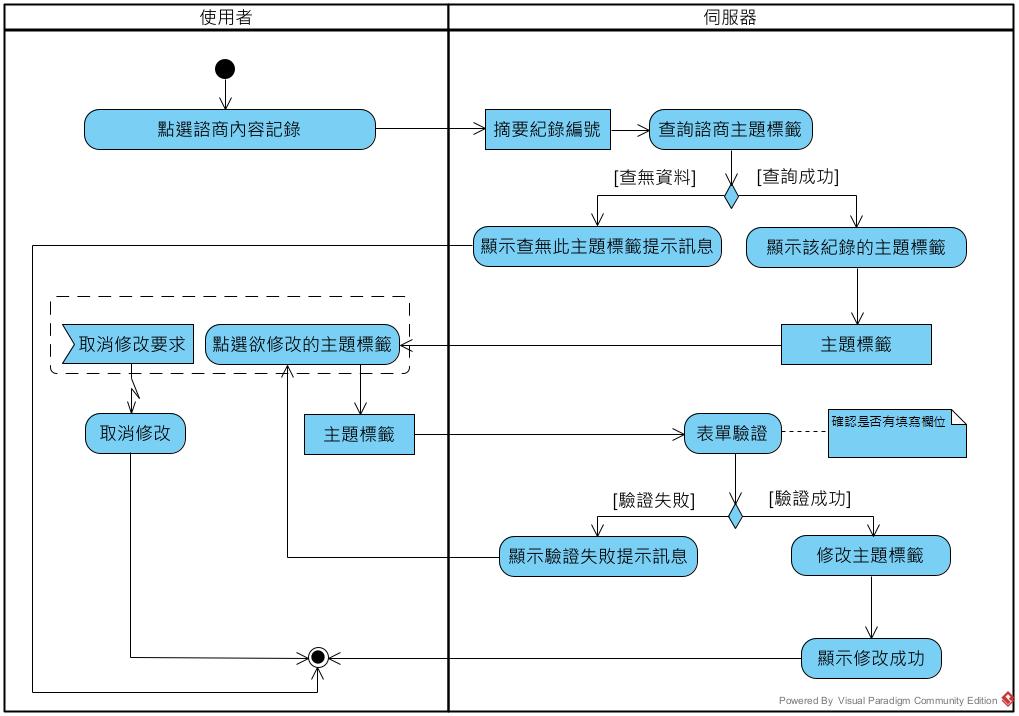 使用者
伺服器
點選諮商內容記錄
摘要紀錄編號
查詢諮商主題標籤
[查無資料]
[查詢成功]
顯示查無此主題標籤提示訊息
顯示該紀錄的主題標籤
取消修改要求
點選欲修改的主題標籤
主題標籤
取消修改
主題標籤
表單驗證
確認是否有填寫欄位
[驗證失敗]
[驗證成功]
顯示驗證失敗提示訊息
修改主題標籤
顯示修改成功
Powered By Visual Paradigm Community Edition